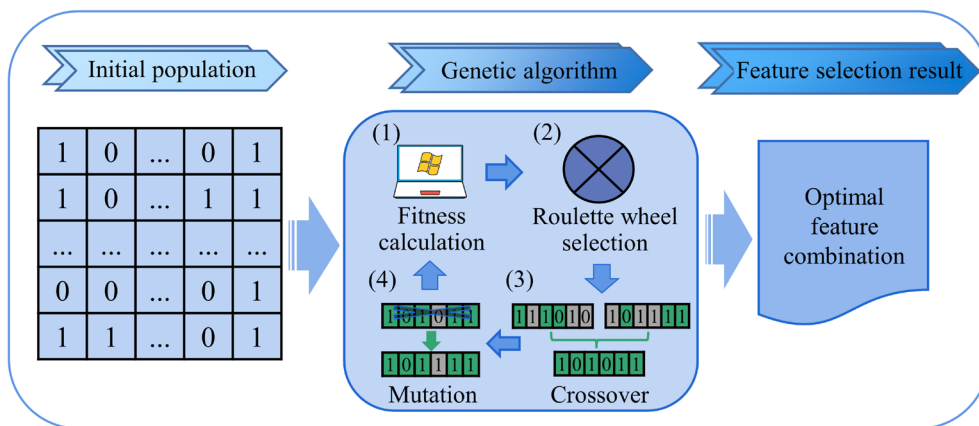 Initial population
Genetic algorithm
Feature selection result
1 0 ... 0 1
1 0 ... 1 1
... ... ... ... ...
0 0 ... 0 1
1 1 ... 0 1
(1)
Fitness
calculation
(2)
Roulette wheel
selection
(3)
111010 101111
101011
Crossover
(4)
101011
101111
Mutation
Optimal
feature
combination